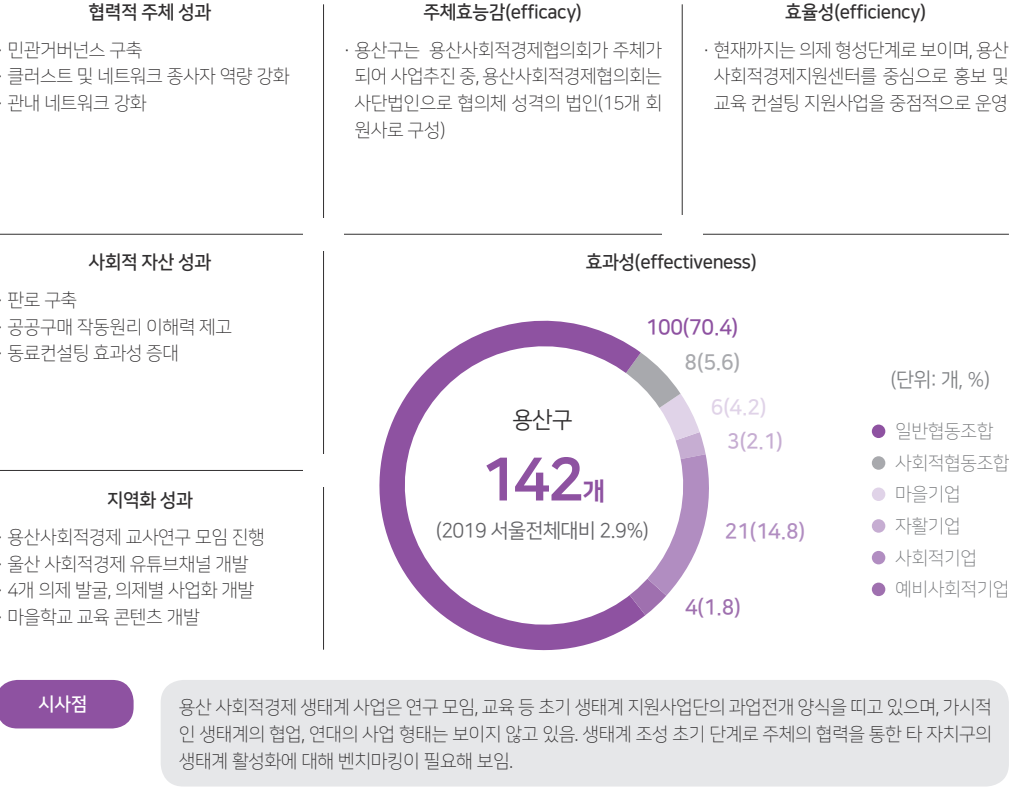 협력적 주체 성과
· 민관거버넌스 구축
· 클러스트 및 네트워크 종사자 역량 강화
· 관내 네트워크 강화
주체효능감(efficacy)
· 용산구는 용산사회적경제협의회가 주체가
되어 사업추진 중, 용산사회적경제협의회는
사단법인으로 협의체 성격의 법인(15개 회
원사로 구성)
효율성(efficiency)
· 현재까지는 의제 형성단계로 보이며, 용산
사회적경제지원센터를 중심으로 홍보 및
교육 컨설팅 지원사업을 중점적으로 운영
사회적 자산 성과
· 판로 구축
· 공공구매 작동원리 이해력 제고
· 동료컨설팅 효과성 증대
지역화 성과
· 용산사회적경제 교사연구 모임 진행
· 울산 사회적경제 유튜브채널 개발
· 4개 의제 발굴, 의제별 사업화 개발
· 마을학교 교육 콘텐츠 개발
효과성(effectiveness)
100(70.4)
8(5.6)
6(4.2)
3(2.1)
21(14.8)
4(1.8)
용산구
142개
(2019 서울전체대비 2.9%)
(단위: 개, %)
일반협동조합
사회적협동조합
마을기업
자활기업
사회적기업
예비사회적기업
시사점
용산 사회적경제 생태계 사업은 연구 모임, 교육 등 초기 생태계 지원사업단의 과업전개 양식을 띠고 있으며, 가시적
인 생태계의 협업, 연대의 사업 형태는 보이지 않고 있음. 생태계 조성 초기 단계로 주체의 협력을 통한 타 자치구의
생태계 활성화에 대해 벤치마킹이 필요해 보임.